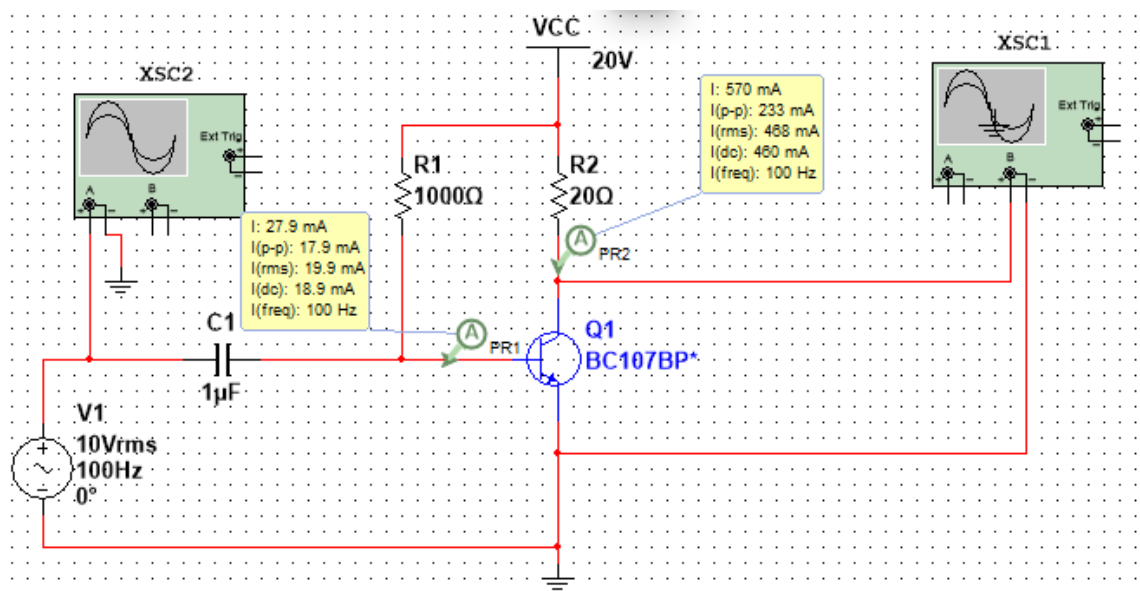 VCC
20V
XSC1
XSC2
Ext Trig
+
-
A
B
+
-
+
-
I: 570 mA
I(p-p): 233 mA
I(rms): 468 mA
I(dc): 460 mA
I(freq): 100 Hz
Ext Trig
+
-
A
B
+
-
+
-
R1
1000Ω
R2
20Ω
I: 27.9 mA
I(p-p): 17.9 mA
I(rms): 19.9 mA
I(dc): 18.9 mA
I(freq): 100 Hz
A
PR2
C1
1µF
A
PR1
Q1
BC107BP*
V1
10Vrms
100Hz
0°